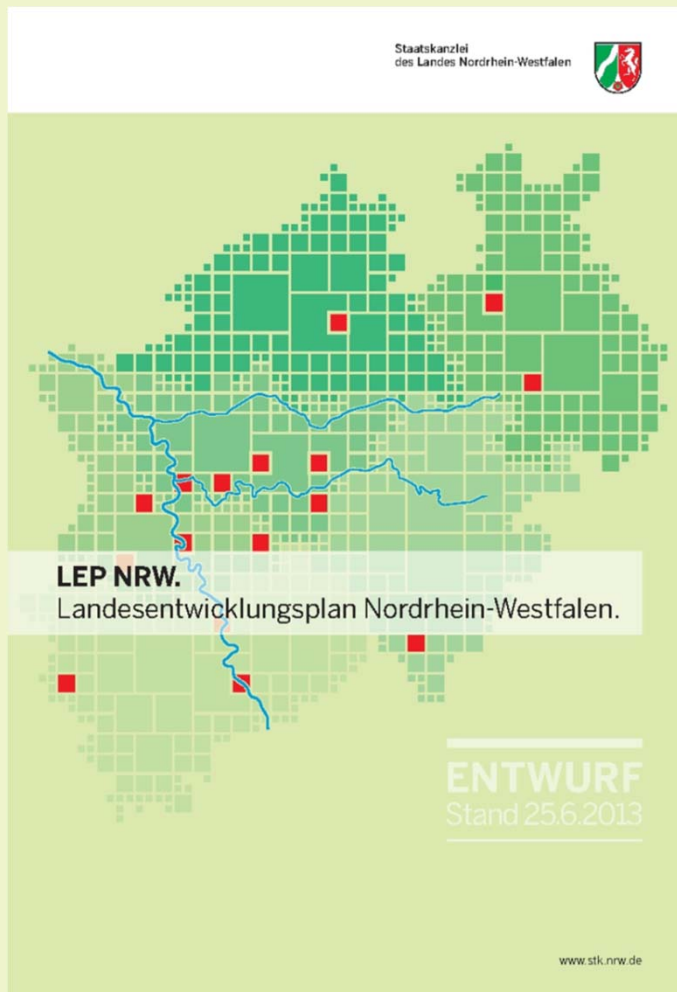 Staatskanzlei
des Landes Nordrhein-Westfalen
LEP NRW.
Landesentwicklungsplan Nordrhein-Westfalen.
ENTWURF
Stand 25.6.2013
www.stk.nrw.de